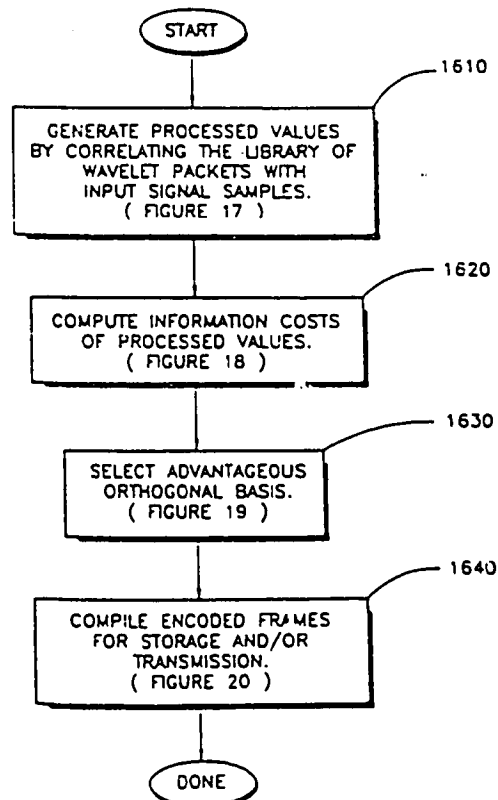 START
1610
GENERATE PROCESSED VALUES
BY CORRELATING THE LIBRARY OF
WAVELET PACKETS WITH
INPUT SIGNAL SAMPLES.
( FIGURE 17 )
1620
COMPUTE INFORMATION COSTS
OF PROCESSED VALUES.
( FIGURE 18 )
1630
SELECT ADVANTAGEOUS
ORTHOGONAL BASIS.
( FIGURE 19 )
1640
COMPILE ENCODED FRAMES
FOR STORAGE AND/OR
TRANSMISSION.
( FIGURE 20 )
DONE